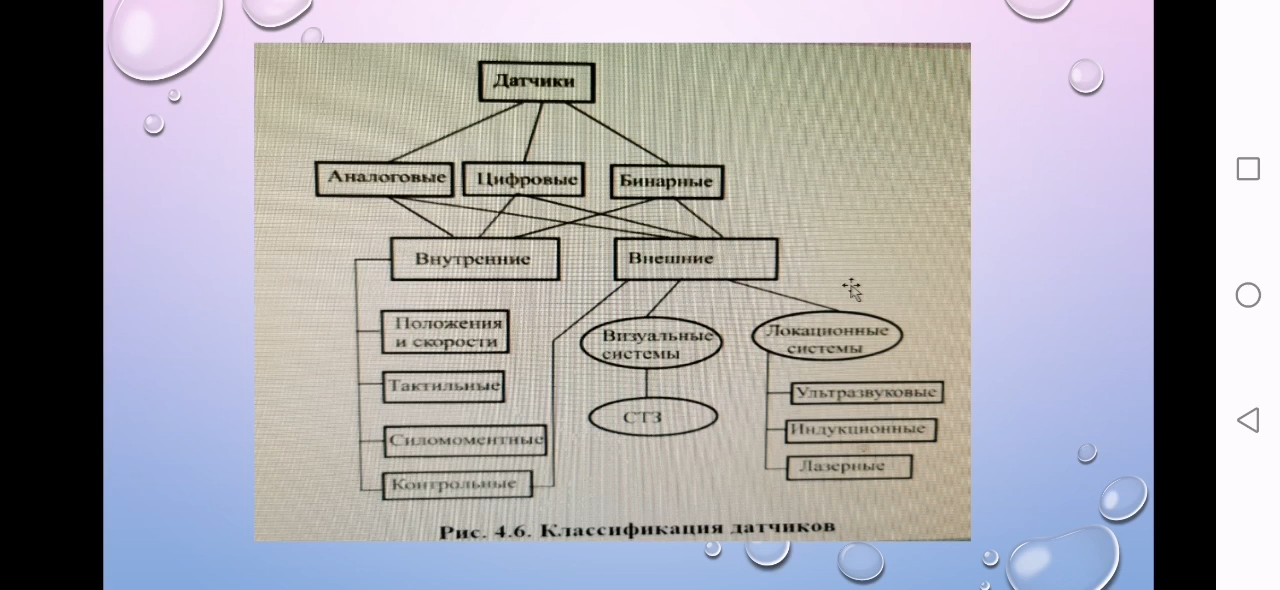 Датчики
Аналоговые
Цифровые
Бинарные
Внутренние
Внешние
Положения
и скорости
Тактильные
Силомоментные
Контрольные
Визуальные
системы
СТЗ
Локационные
системы
Ультразвуковые
Индукционные
Лазерные
Рис. 4.6. Классификация датчиков